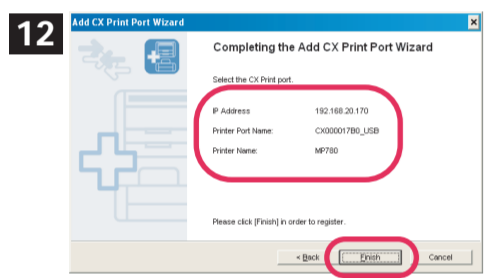 12
Add CX Print Port Wizard
Completing the Add CX Print Port Wizard
Select the CX Print port.
IP Address 192.168.20.170
Printer Port Name: CX000017B0_USB
Printer Name: MP780
Please click [Finish] in order to register.
< Back Finish Cancel